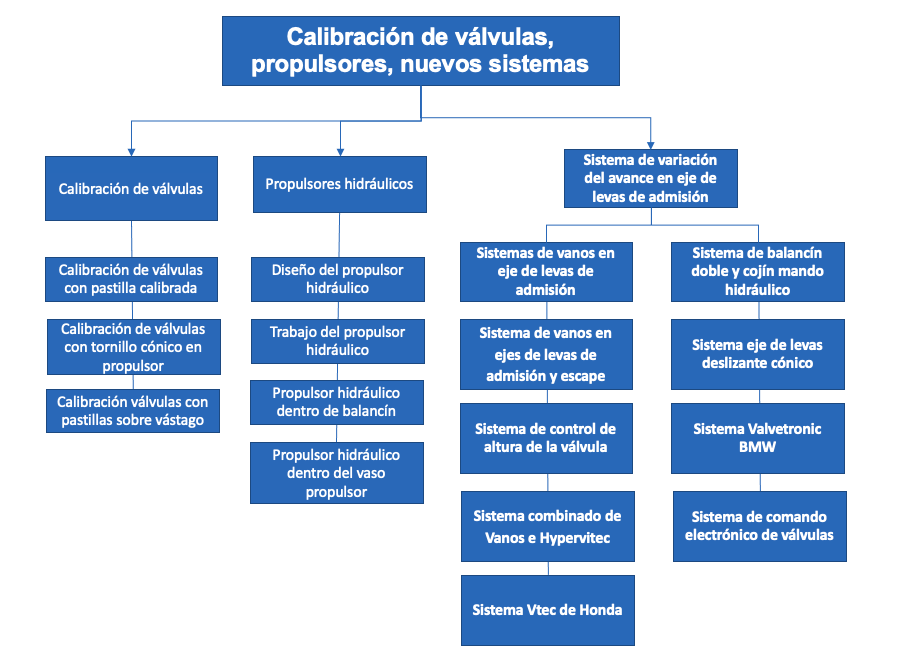 Calibración de válvulas,
propulsores, nuevos sistemas
Calibración de válvulas
Calibración de válvulas
con pastilla calibrada
Calibración de válvulas
con tornillo cónico en
propulsor
Calibración válvulas con
pastillas sobre vástago
Propulsores hidráulicos
Diseño del propulsor
hidráulico
Trabajo del propulsor
hidráulico
Propulsor hidráulico
dentro de balancín
Propulsor hidráulico
dentro del vaso
propulsor
Sistema de variación
del avance en eje de
levas de admisión
Sistemas de vanos en
eje de levas de
admisión
Sistema de vanos en
ejes de levas de
admisión y escape
Sistema de control de
altura de la válvula
Sistema combinado de
Vanos e Hypervitec
Sistema Vtec de Honda
Sistema de balancín
doble y cojín mando
hidráulico
Sistema eje de levas
deslizante cónico
Sistema Valvetronic
BMW
Sistema de comando
electrónico de válvulas